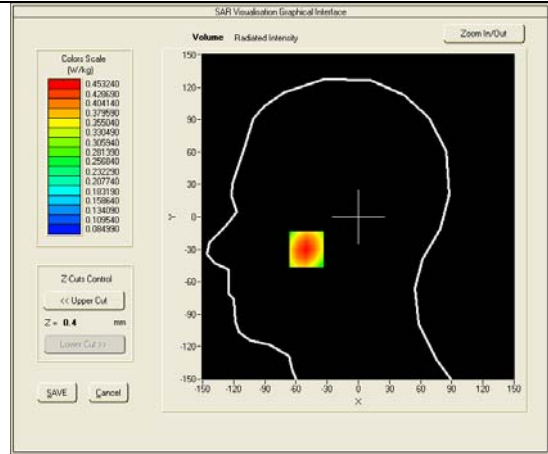 SAR Visualisation Graphical Interface
Volume Radiated Intensity
Zoom In/Out
Colors Scale
(W/kg)
0.453240
0.428690
0.404140
0.379590
0.355040
0.330490
0.305940
0.281390
0.256840
0.232290
0.207740
0.183190
0.158640
0.134090
0.109540
0.084990
Z Cuts Control
<< Upper Cut
Z = 0.4 mm
Lower Cut >>
SAVE Cancel
150
120
90
60
30
0
-30
-60
-90
-120
-150
Y
-150 -120 -90 -60 -30 0 30 60 90 120 150
X